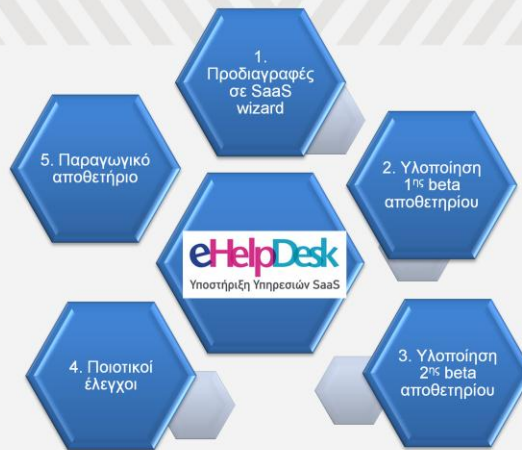 1.
Προδιαγραφές
σε SaaS
wizard
2. Υλοποίηση
1ης beta
αποθετηρίου
3. Υλοποίηση
2ης beta
αποθετηρίου
4. Ποιοτικοί
έλεγχοι
5. Παραγωγικό
αποθετήριο
eHelpDesk
Υποστήριξη Υπηρεσιών SaaS